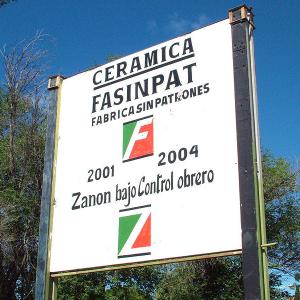 CERAMICA
FASINPAT
FABRICA SIN PATRONES
F
2001 2004
Zanon bajo Control obrero
Z